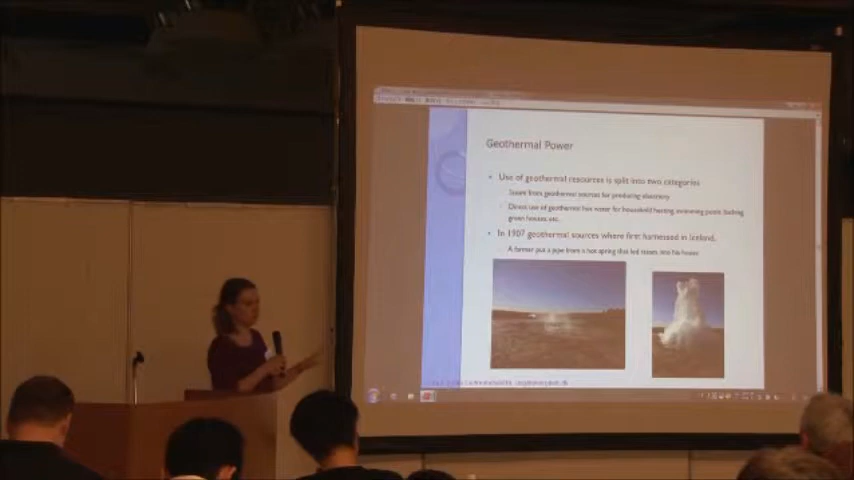 Geothermal Power
Use of geothermal resources is split into two categories
Steam from geothermal sources for producing electricity
Direct use of geothermal hot water for household heating, swimming pools, bathing
green houses etc.
In 1907 geothermal sources where first harnessed in Iceland.
A farmer put a pipe from a hot spring that led steam into his house